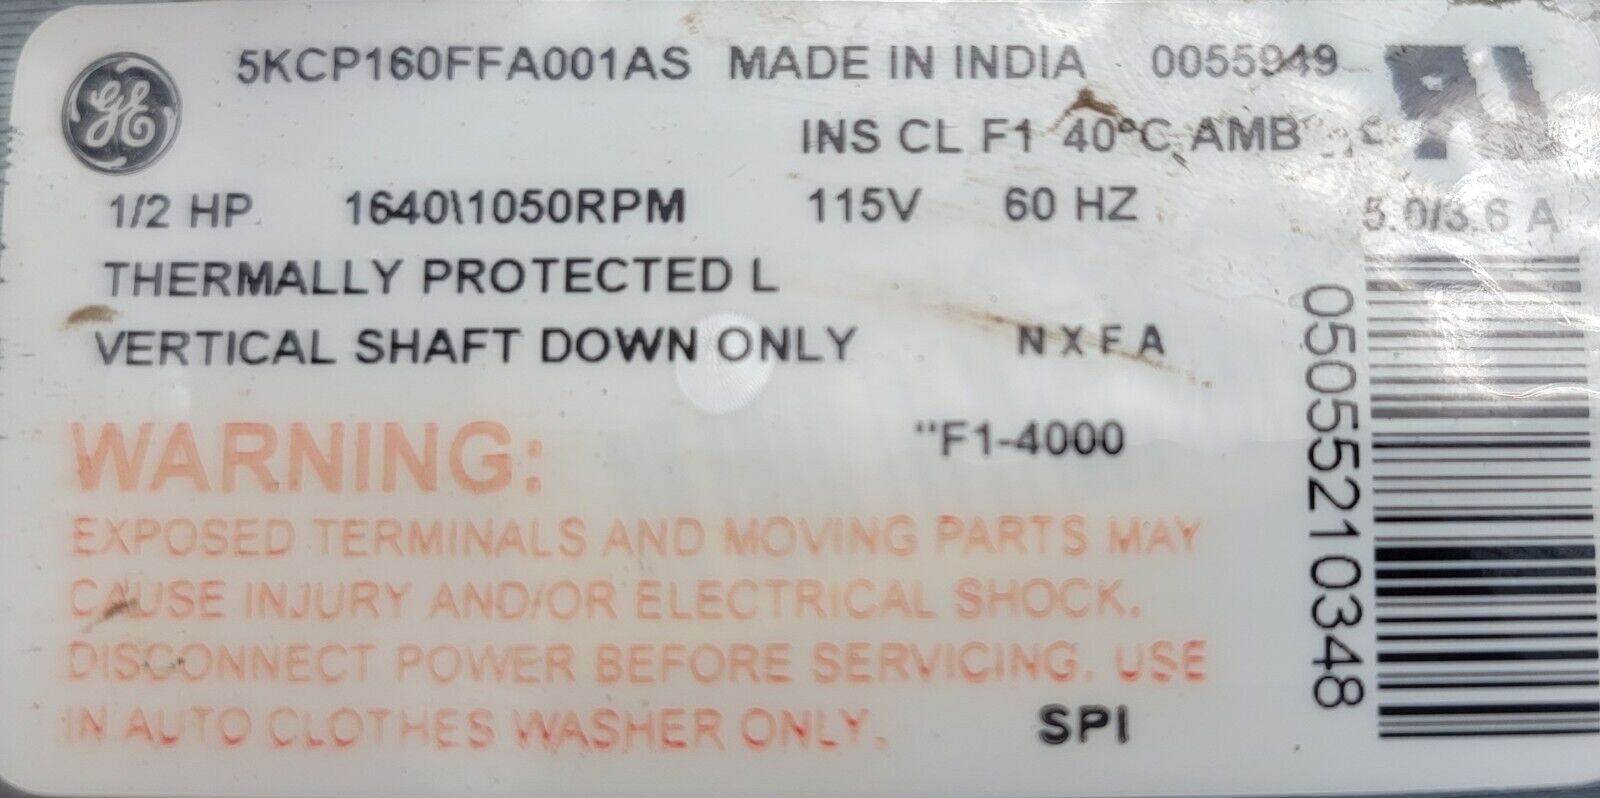 GE
5KCP160FFA001AS MADE IN INDIA 0055949
INS CL F1 40°C AMB
1/2 HP 1640\1050RPM 115V 60 HZ 5.0/3.6 A
THERMALLY PROTECTED L
VERTICAL SHAFT DOWN ONLY NXFA
"F1-4000
WARNING:
EXPOSED TERMINALS AND MOVING PARTS MAY
CAUSE INJURY AND/OR ELECTRICAL SHOCK.
DISCONNECT POWER BEFORE SERVICING. USE
IN AUTO CLOTHES WASHER ONLY.
SPI
05055210348